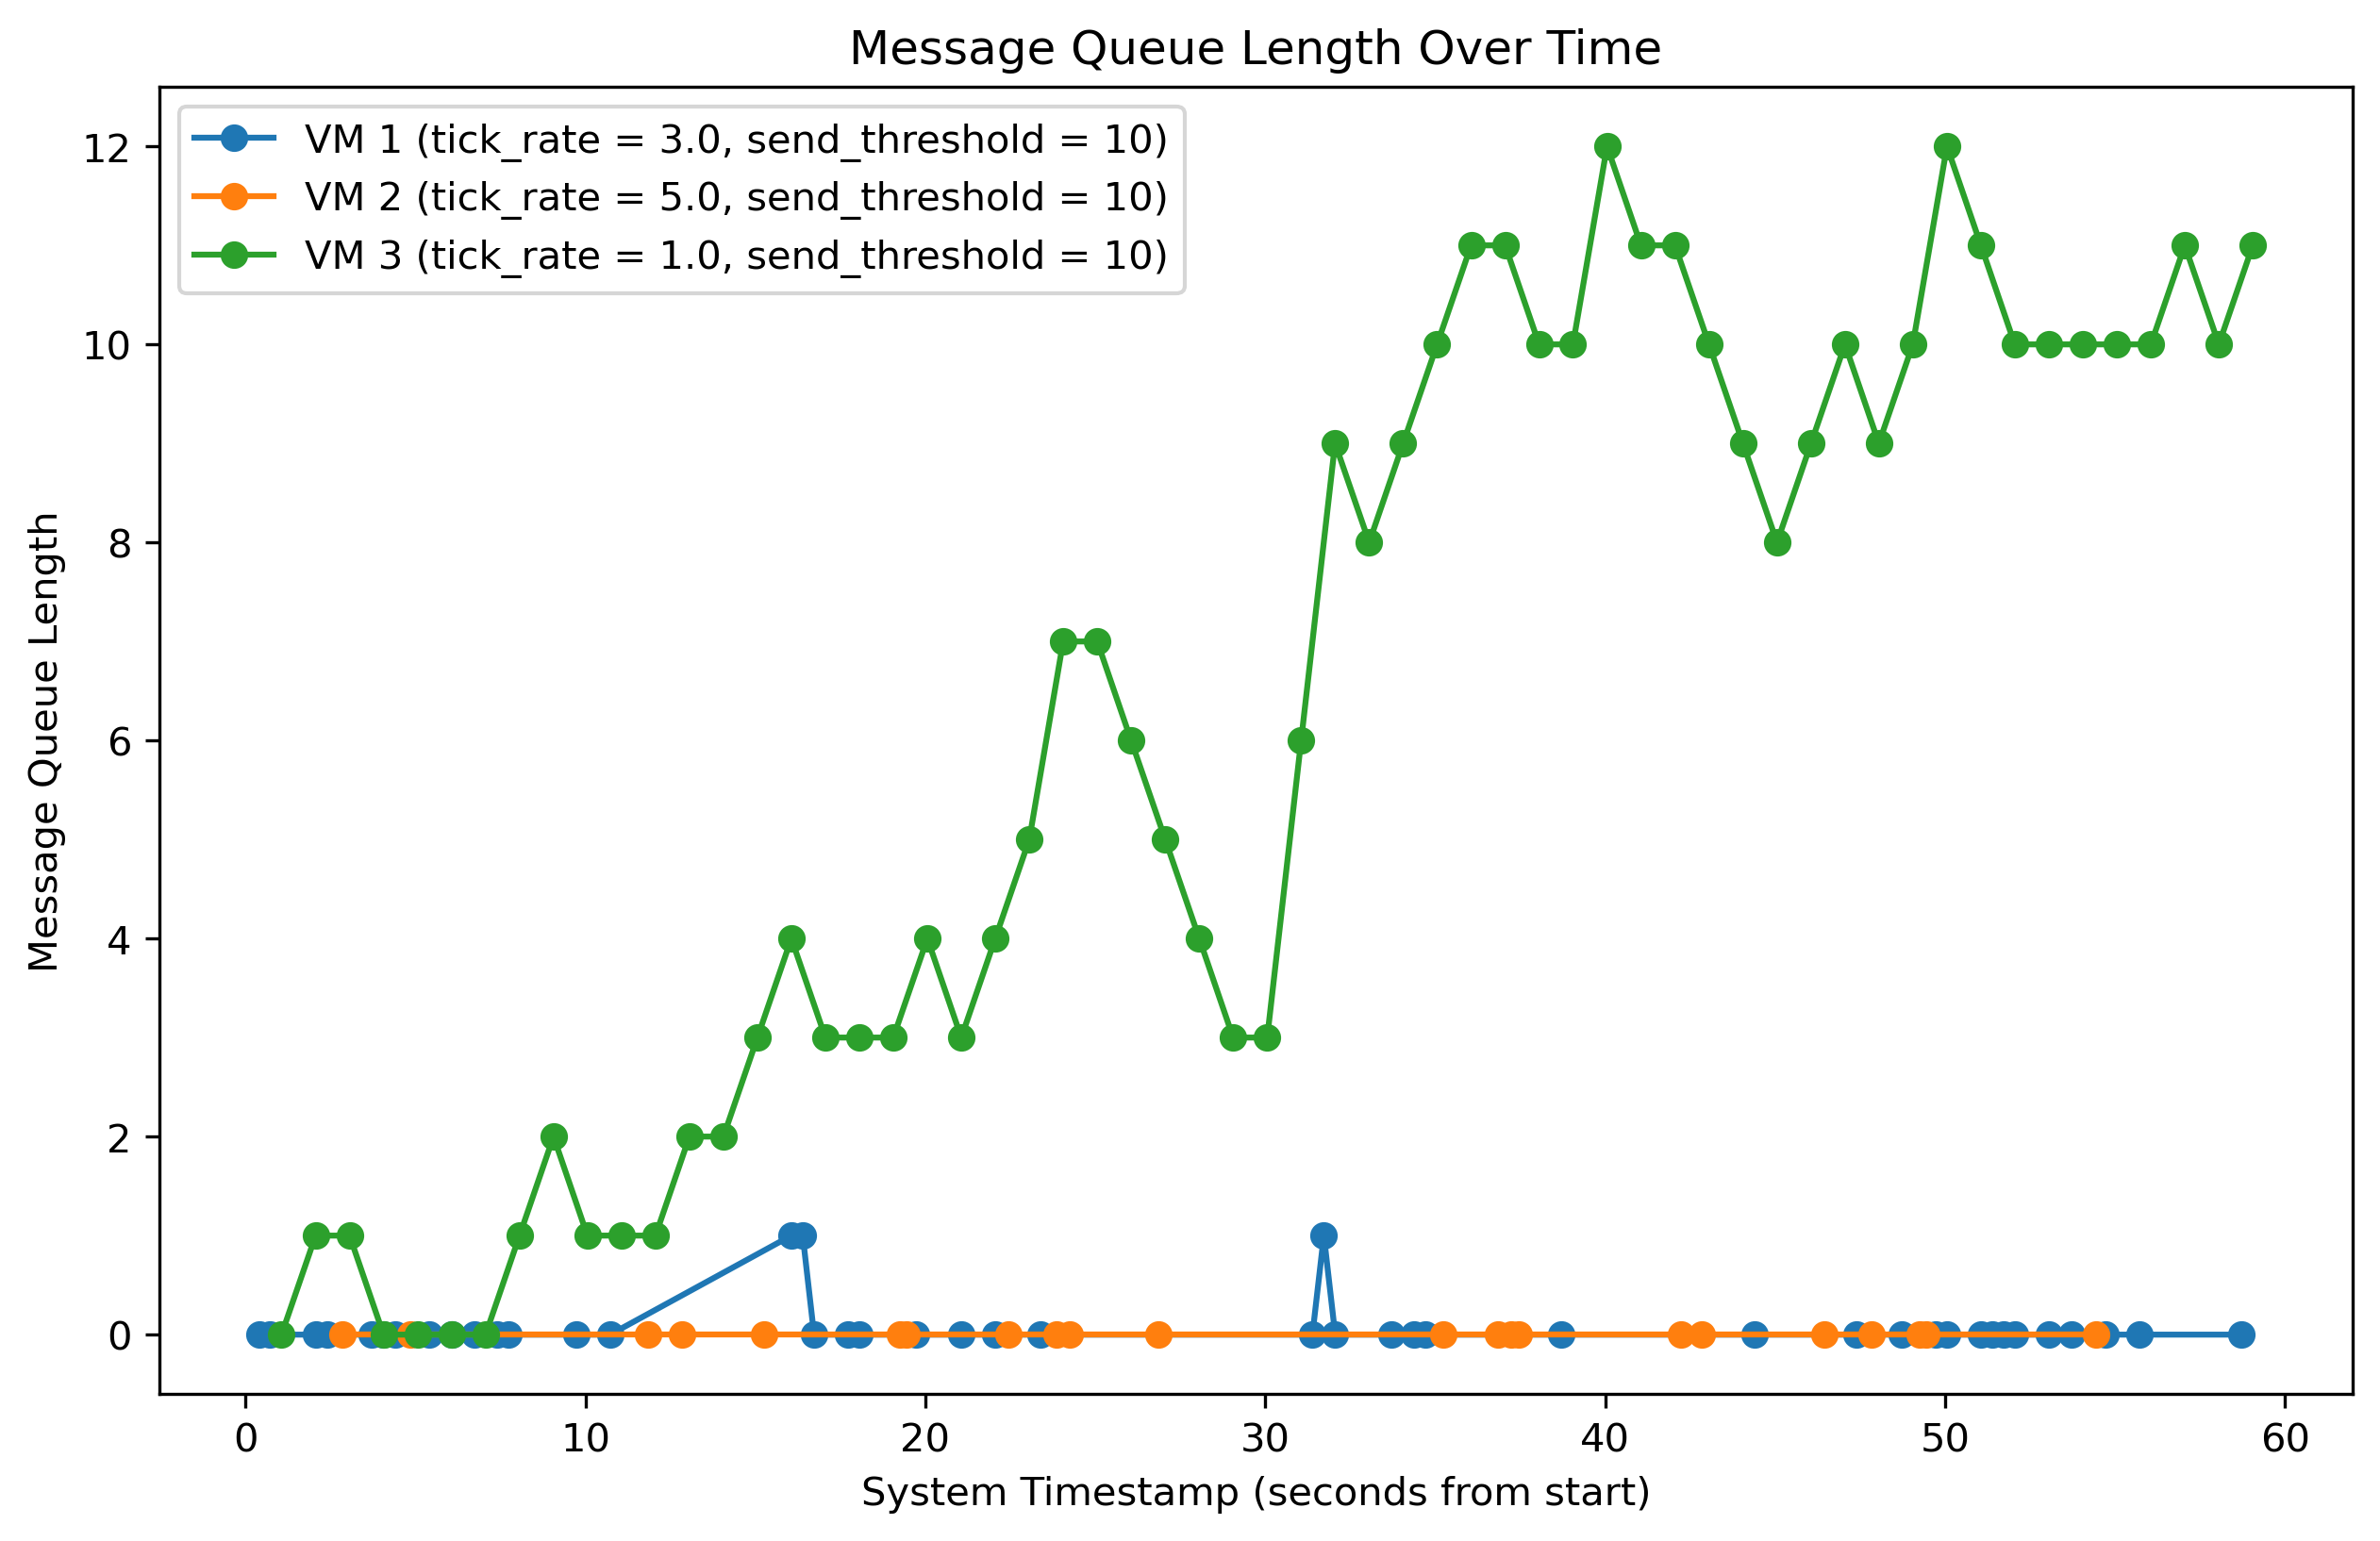 Message Queue Length Over Time
VM 1 (tick_rate = 3.0, send_threshold = 10)
VM 2 (tick_rate = 5.0, send_threshold = 10)
VM 3 (tick_rate = 1.0, send_threshold = 10)
Message Queue Length
12
10
8
6
4
2
0
0 10 20 30 40 50 60
System Timestamp (seconds from start)